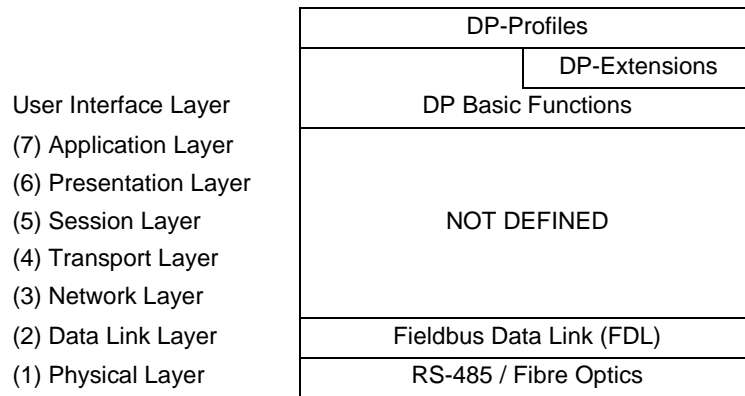 DP-Profiles
DP-Extensions
User Interface Layer DP Basic Functions
(7) Application Layer
(6) Presentation Layer
(5) Session Layer NOT DEFINED
(4) Transport Layer
(3) Network Layer
(2) Data Link Layer Fieldbus Data Link (FDL)
(1) Physical Layer RS-485 / Fibre Optics